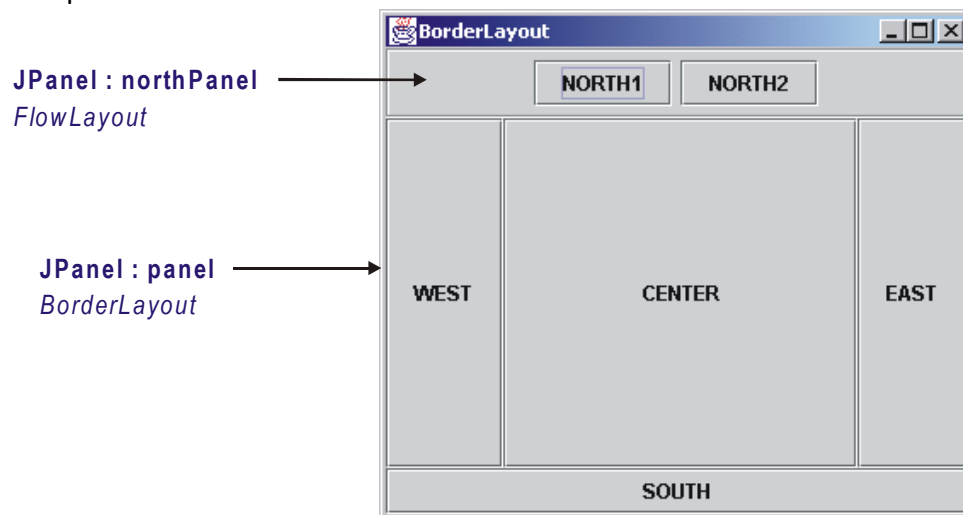 BorderLayout
JPanel : northPanel
FlowLayout
NORTH1 NORTH2
JPanel : panel
BorderLayout
WEST CENTER EAST
SOUTH